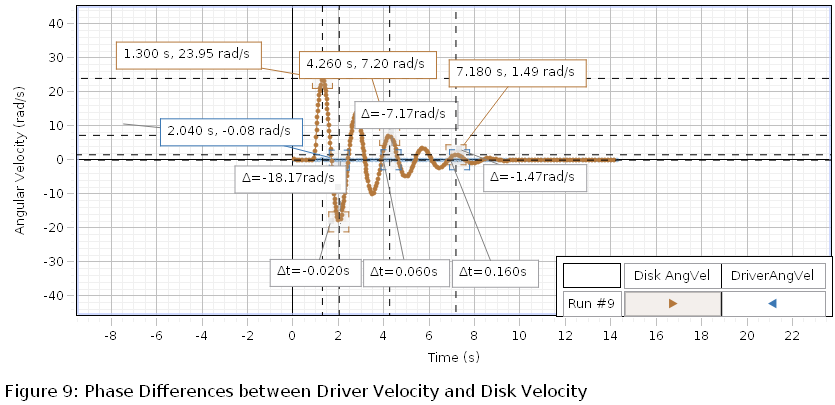 40
30
20
10
0
-10
-20
-30
-40
Angular Velocity (rad/s)
1.300 s, 23.95 rad/s
4.260 s, 7.20 rad/s
7.180 s, 1.49 rad/s
Δ=-7.17rad/s
2.040 s, -0.08 rad/s
Δ=-18.17rad/s
Δ=-1.47rad/s
Δt=-0.020s
Δt=0.060s
Δt=0.160s
Disk AngVel
DriverAngVel
Run #9
-8 -6 -4 -2 0 2 4 6 8 10 12 14 16 18 20 22
Time (s)
Figure 9: Phase Differences between Driver Velocity and Disk Velocity